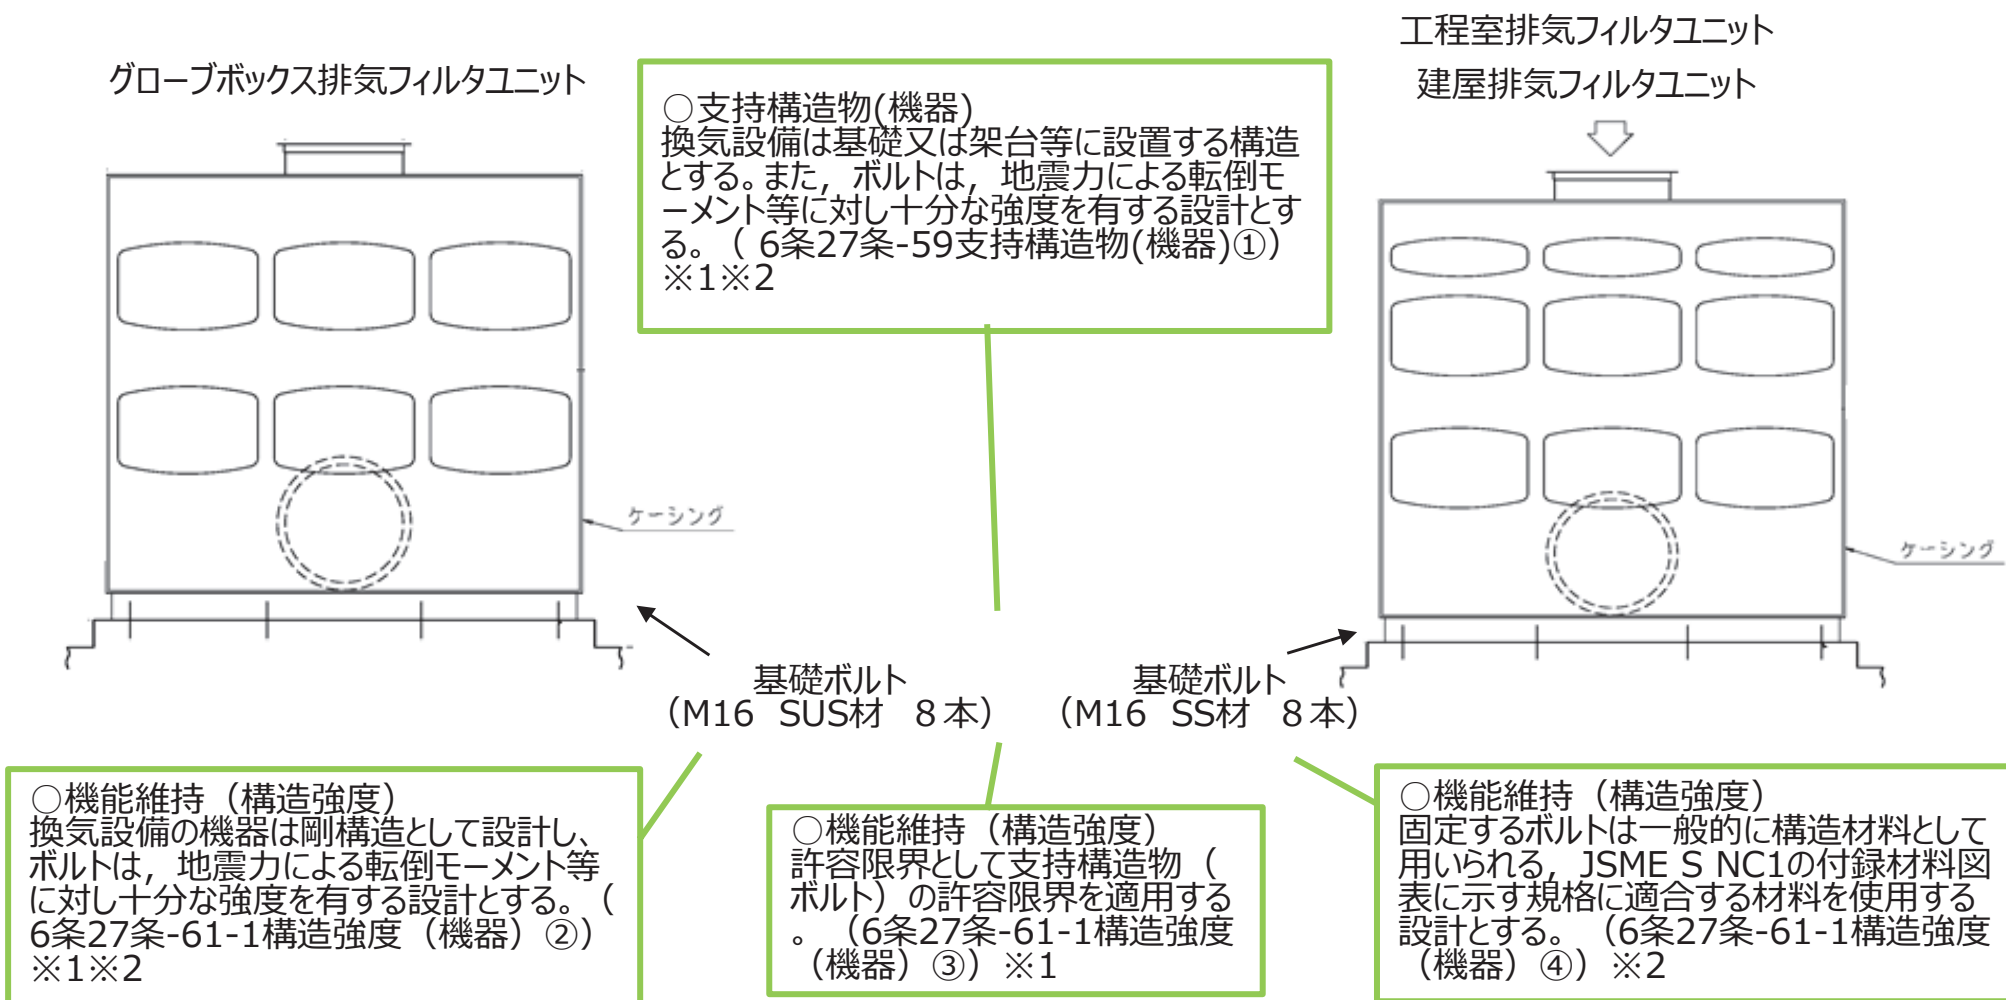 グローブボックス排気フィルタユニット
○支持構造物(機器)
換気設備は基礎又は架台等に設置する構造
とする。また，ボルトは，地震力による転倒モ
ーメント等に対し十分な強度を有する設計とす
る。（ 6条27条-59支持構造物(機器)①）
※1※2
工程室排気フィルタユニット
建屋排気フィルタユニット
ケーシング
ケーシング
基礎ボルト
（M16 SUS材 ８本）
基礎ボルト
（M16 SS材 ８本）
○機能維持（構造強度）
換気設備の機器は剛構造として設計し、
ボルトは，地震力による転倒モーメント等
に対し十分な強度を有する設計とする。（
6条27条-61-1構造強度（機器）②）
※1※2
○機能維持（構造強度）
許容限界として支持構造物（
ボルト）の許容限界を適用する
。（6条27条-61-1構造強度
（機器）③）※1
○機能維持（構造強度）
固定するボルトは一般的に構造材料として
用いられる，JSME S NC1の付録材料図
表に示す規格に適合する材料を使用する
設計とする。（6条27条-61-1構造強度
（機器）④）※2